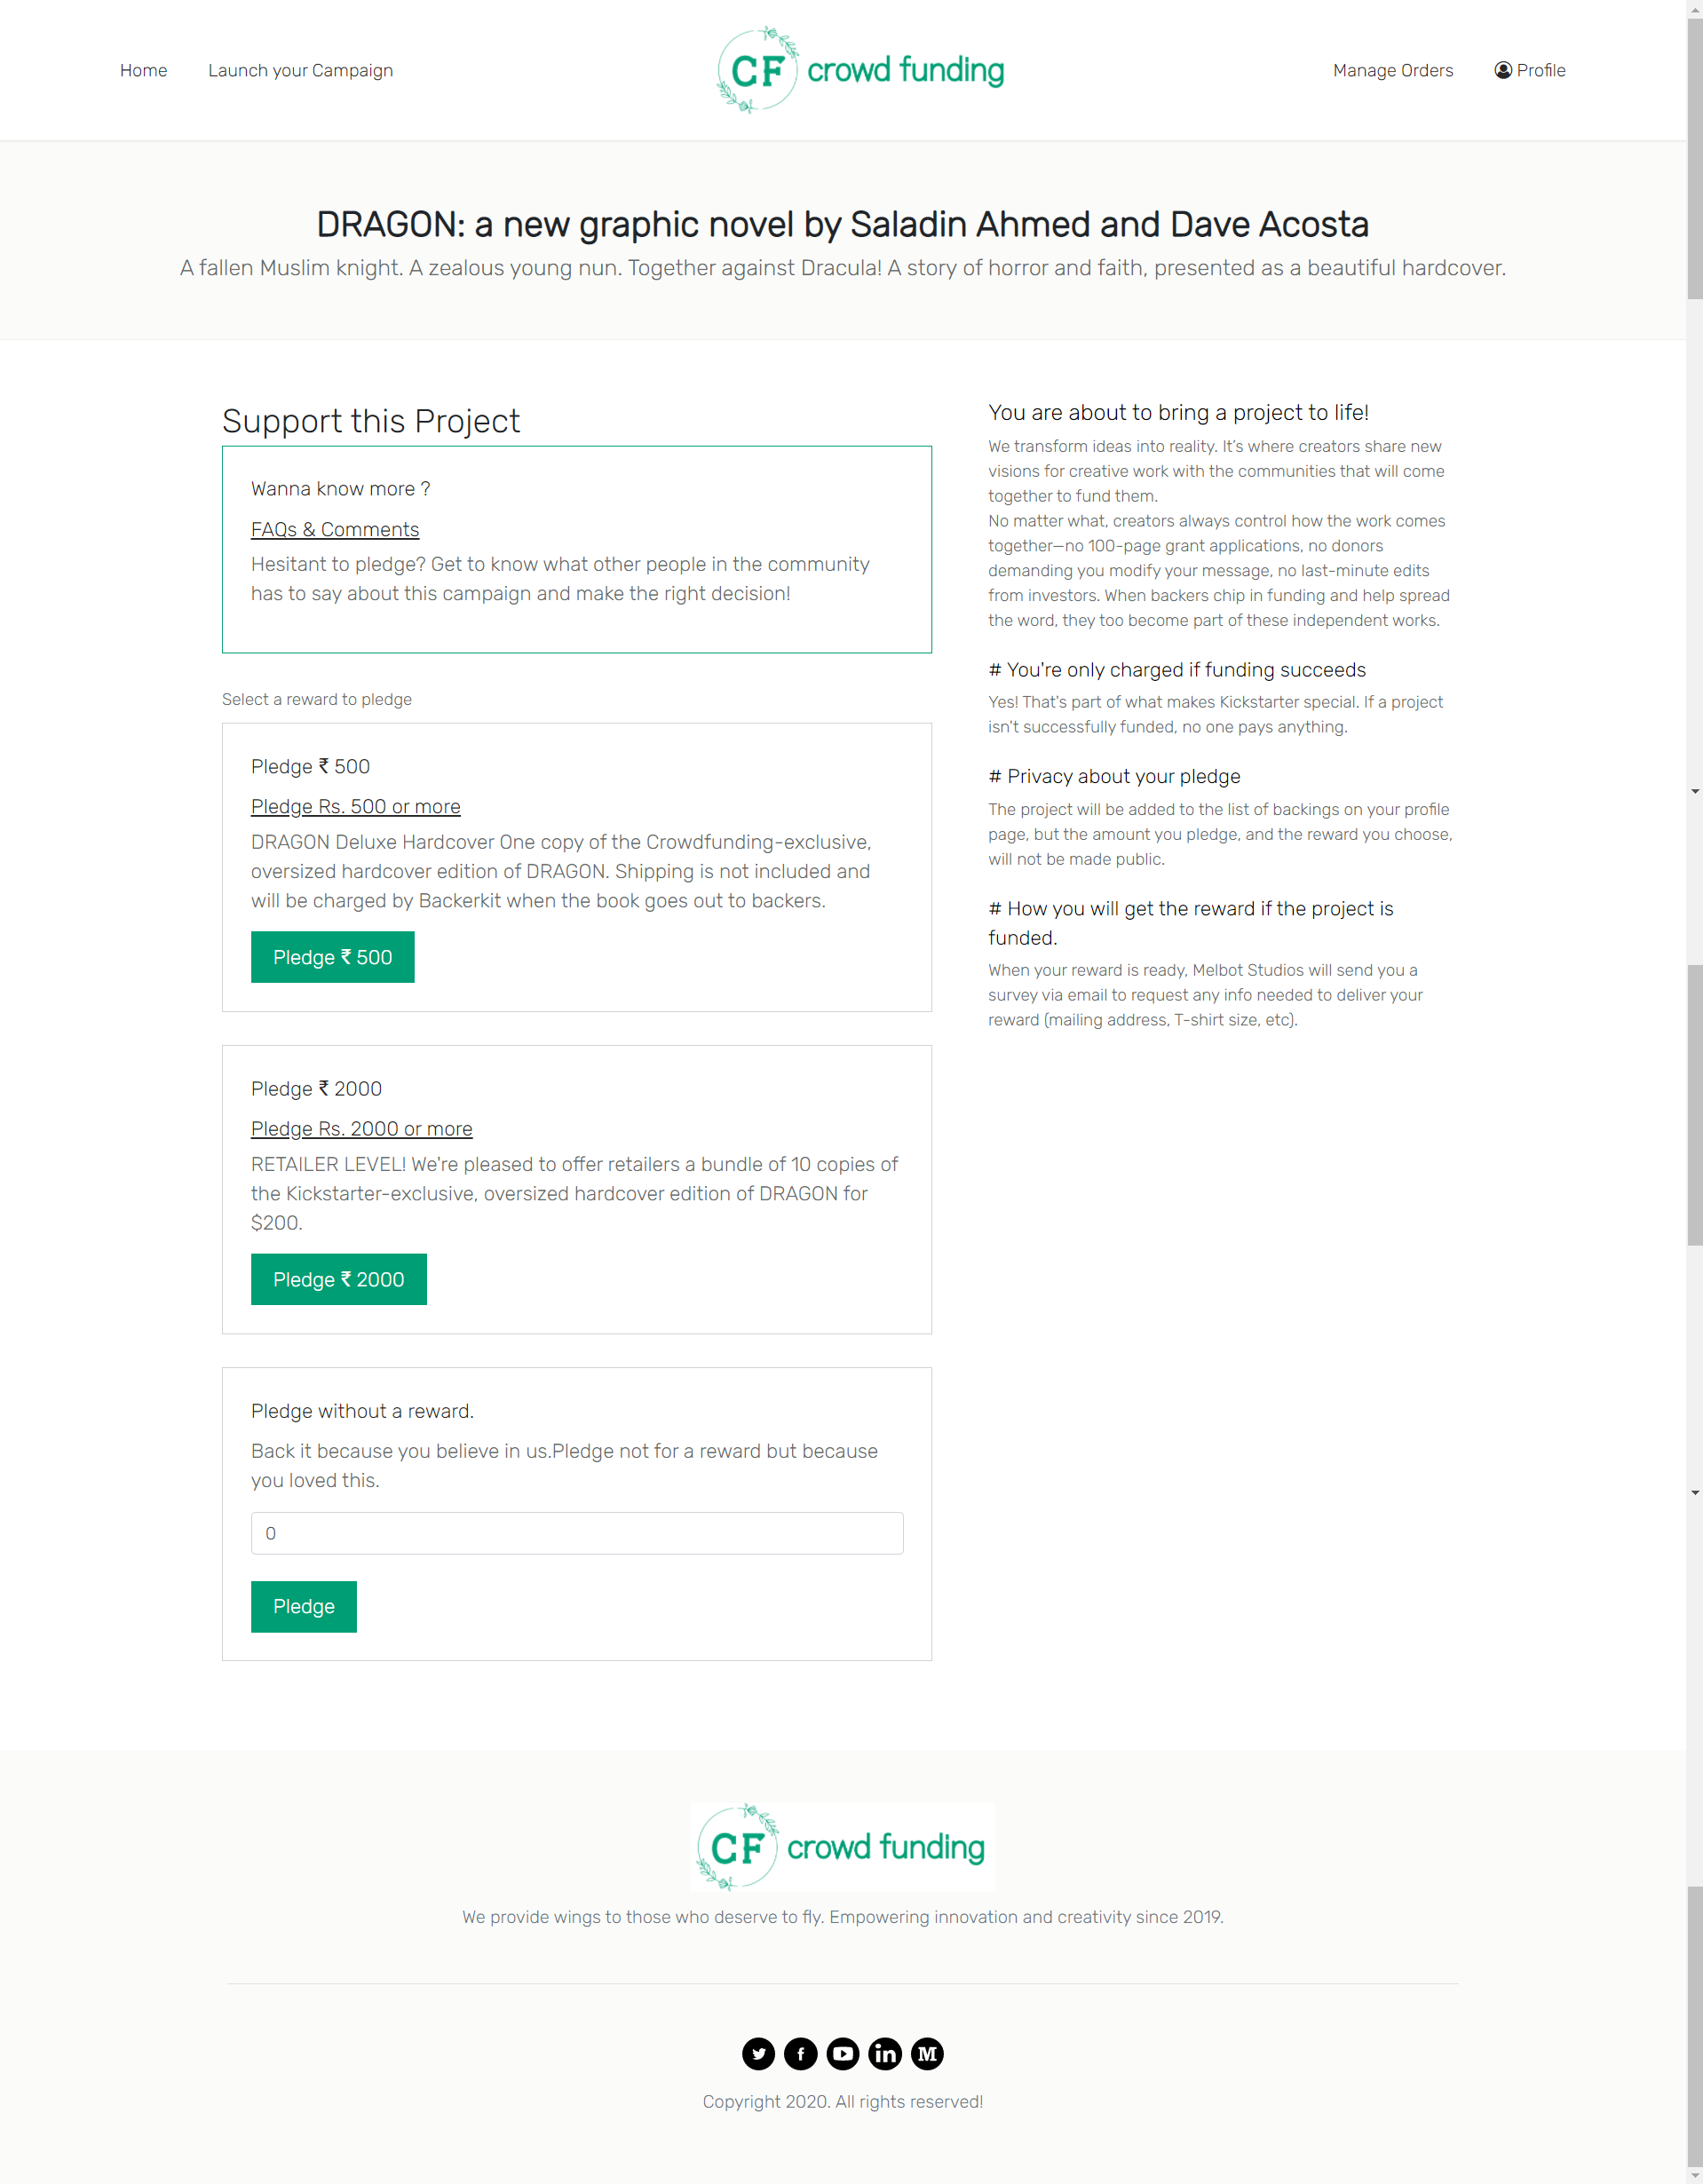 Home
Launch your Campaign
CF crowd funding
Manage Orders
Profile
DRAGON: a new graphic novel by Saladin Ahmed and Dave Acosta
A fallen Muslim knight. A zealous young nun. Together against Dracula! A story of horror and faith, presented as a beautiful hardcover.
Support this Project
Wanna know more ?
FAQs & Comments
Hesitant to pledge? Get to know what other people in the community
has to say about this campaign and make the right decision!
Select a reward to pledge
Pledge ₹ 500
Pledge Rs. 500 or more
DRAGON Deluxe Hardcover One copy of the Crowdfunding-exclusive,
oversized hardcover edition of DRAGON. Shipping is not included and
will be charged by Backerkit when the book goes out to backers.
Pledge ₹ 500
Pledge ₹ 2000
Pledge Rs. 2000 or more
RETAILER LEVEL! We're pleased to offer retailers a bundle of 10 copies of
the Kickstarter-exclusive, oversized hardcover edition of DRAGON for
$200.
Pledge ₹ 2000
Pledge without a reward.
Back it because you believe in us.Pledge not for a reward but because
you loved this.
0
Pledge
You are about to bring a project to life!
We transform ideas into reality. It's where creators share new
visions for creative work with the communities that will come
together to fund them.
No matter what, creators always control how the work comes
together—no 100-page grant applications, no donors
demanding you modify your message, no last-minute edits
from investors. When backers chip in funding and help spread
the word, they too become part of these independent works.
# You're only charged if funding succeeds
Yes! That's part of what makes Kickstarter special. If a project
isn't successfully funded, no one pays anything.
# Privacy about your pledge
The project will be added to the list of backings on your profile
page, but the amount you pledge, and the reward you choose,
will not be made public.
# How you will get the reward if the project is
funded.
When your reward is ready, Melbot Studios will send you a
survey via email to request any info needed to deliver your
reward (mailing address, T-shirt size, etc).
CF crowd funding
We provide wings to those who deserve to fly. Empowering innovation and creativity since 2019.
Copyright 2020. All rights reserved!